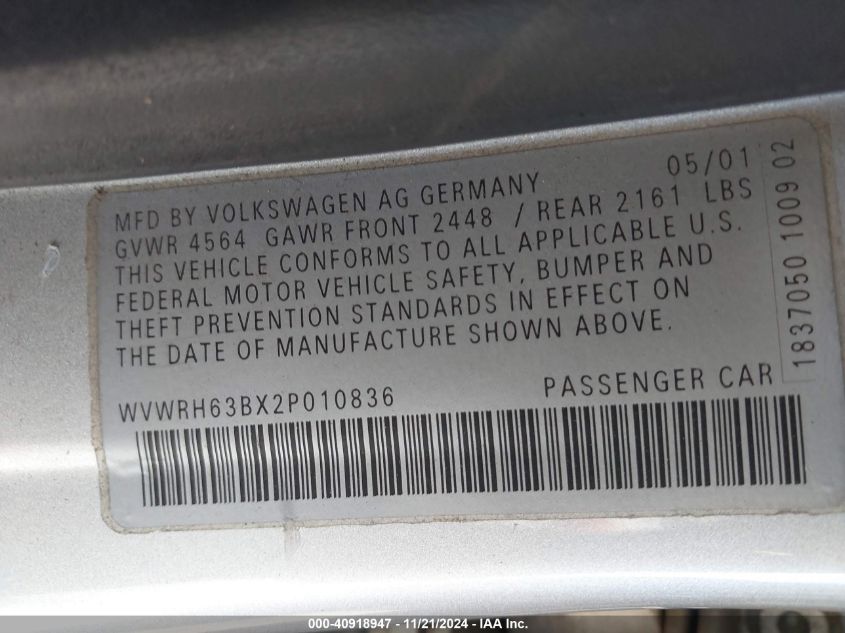 05/01
MFD BY VOLKSWAGEN AG GERMANY
GVWR 4564 GAWR FRONT 2448 / REAR 2161 LBS
THIS VEHICLE CONFORMS TO ALL APPLICABLE U.S.
FEDERAL MOTOR VEHICLE SAFETY, BUMPER AND
THEFT PREVENTION STANDARDS IN EFFECT ON
THE DATE OF MANUFACTURE SHOWN ABOVE.
WVWRH63BX2P010836 PASSENGER CAR
1837050 1009 02
000-40918947 - 11/21/2024 - IAA Inc.